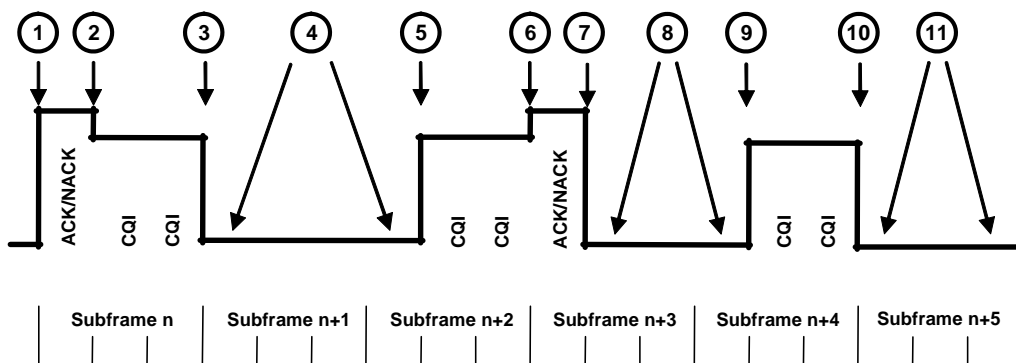 1 2 3 4 5 6 7 8 9 10 11
ACK/NACK
CQI
CQI
CQI
CQI
ACK/NACK
CQI
CQI
Subframe n Subframe n+1 Subframe n+2 Subframe n+3 Subframe n+4 Subframe n+5